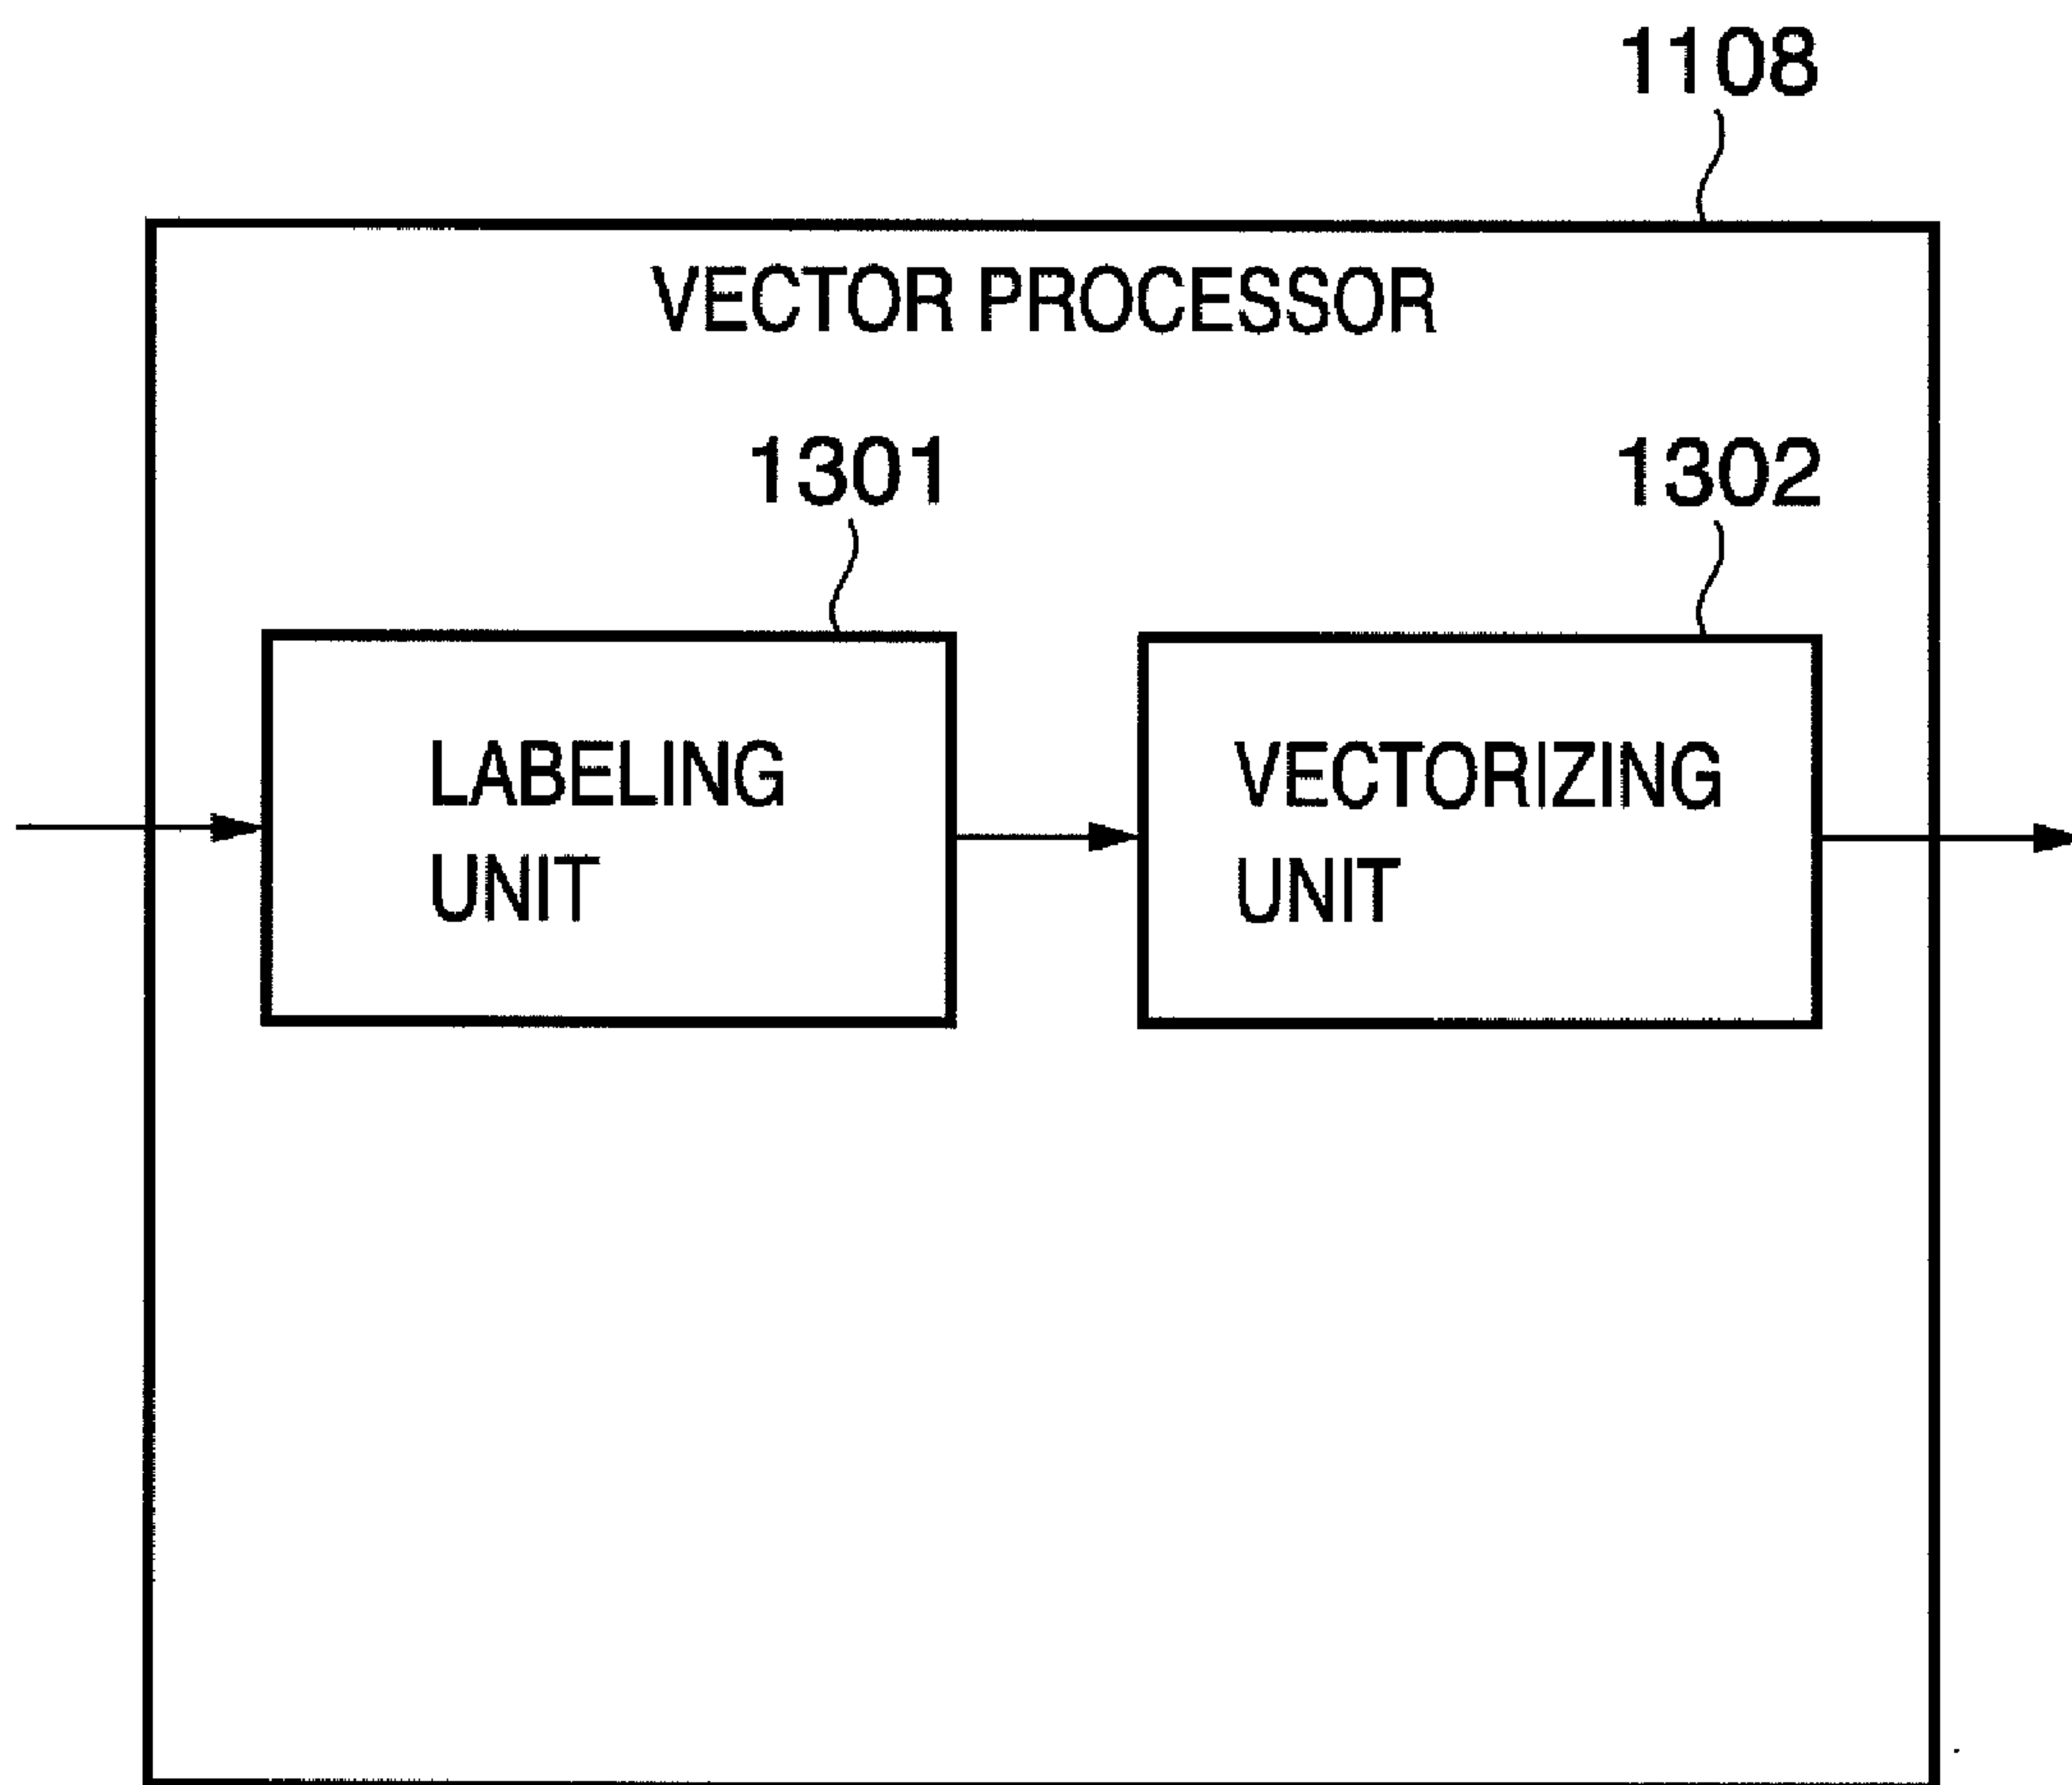 1108
VECTOR PROCESSOR
1301
1302
LABELING
UNIT
VECTORIZING
UNIT